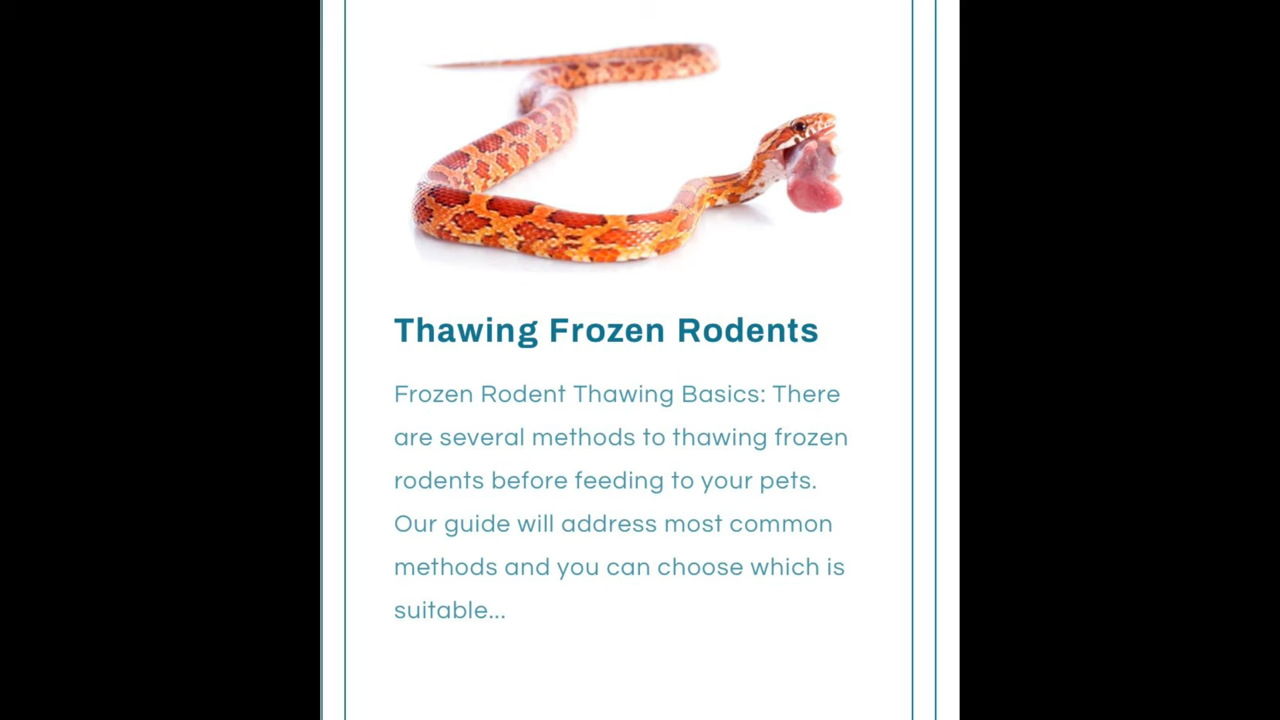 Thawing Frozen Rodents
Frozen Rodent Thawing Basics: There
are several methods to thawing frozen
rodents before feeding to your pets.
Our guide will address most common
methods and you can choose which is
suitable...